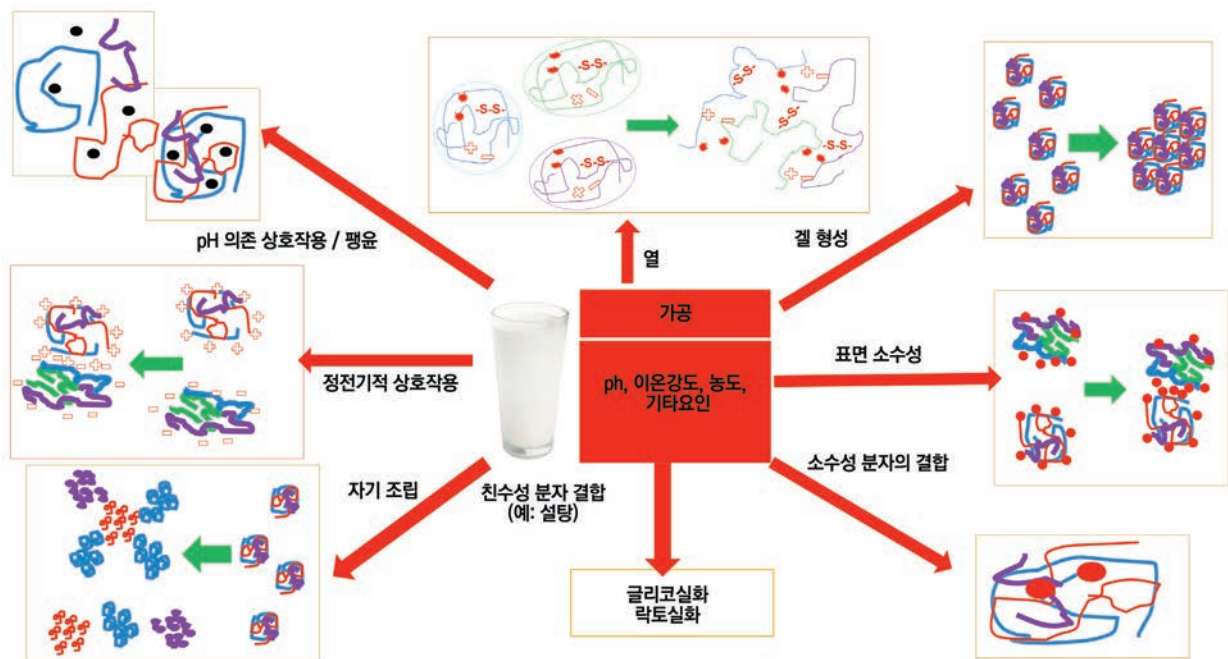 -S-S-
-S-S-
-S-S-
-S-S-
-S-S-
-S-S-
pH 의존 상호작용 / 팽윤
열
겔 형성
가공
ph, 이온강도, 농도,
기타요인
정전기적 상호작용
표면 소수성
자기 조립
친수성 분자 결합
(예: 설탕)
소수성 분자의 결합
글리코실화
락토실화